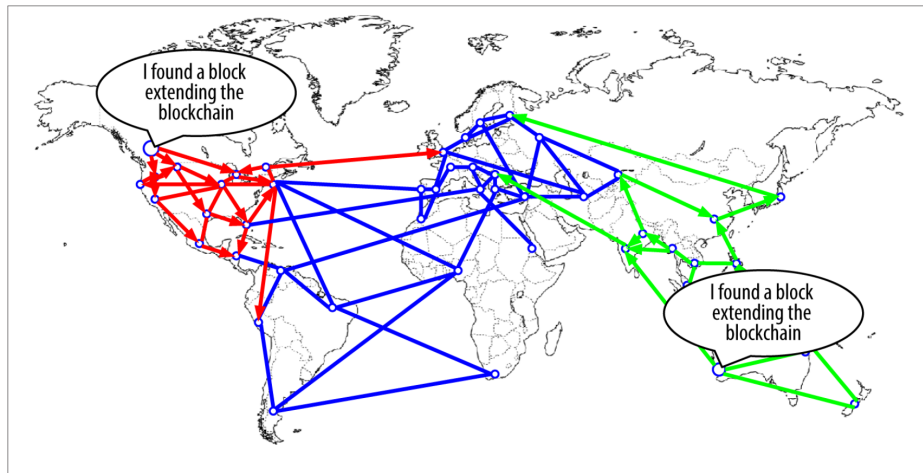 I found a block
extending the
blockchain
I found a block
extending the
blockchain